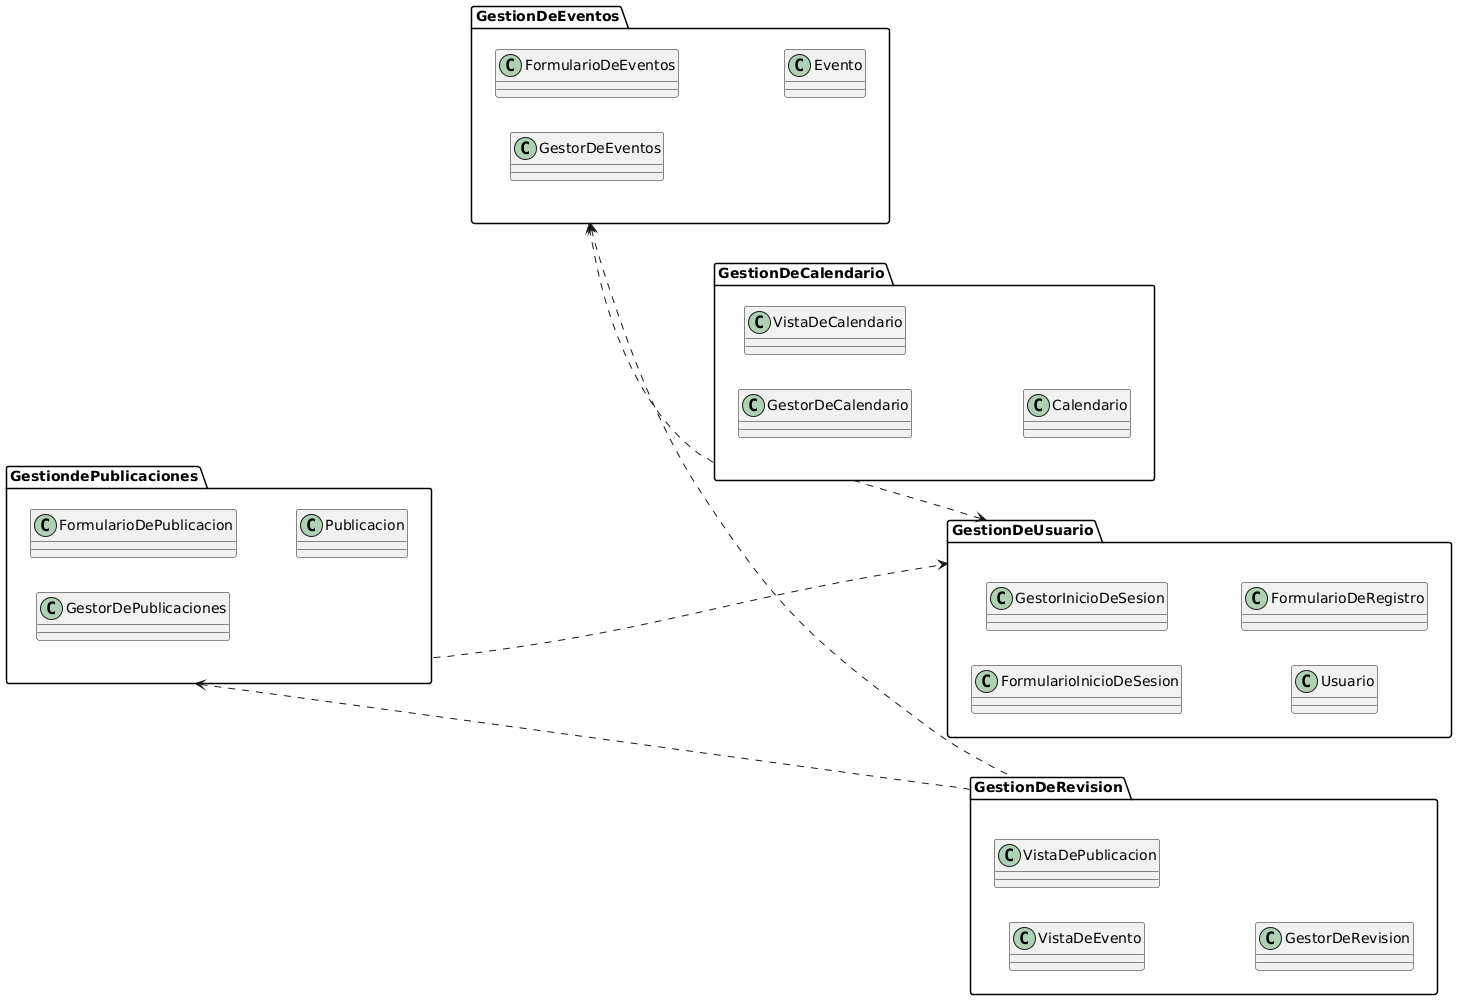 GestionDeEventos
C FormularioDeEventos
C Evento
C GestorDeEventos
GestionDeCalendario
C VistaDeCalendario
C GestorDeCalendario
C Calendario
GestiondePublicaciones
C FormularioDePublicacion
C Publicacion
C GestorDePublicaciones
GestionDeUsuario
C GestorInicioDeSesion
C FormularioDeRegistro
C FormularioInicioDeSesion
C Usuario
GestionDeRevision
C VistaDePublicacion
C VistaDeEvento
C GestorDeRevision